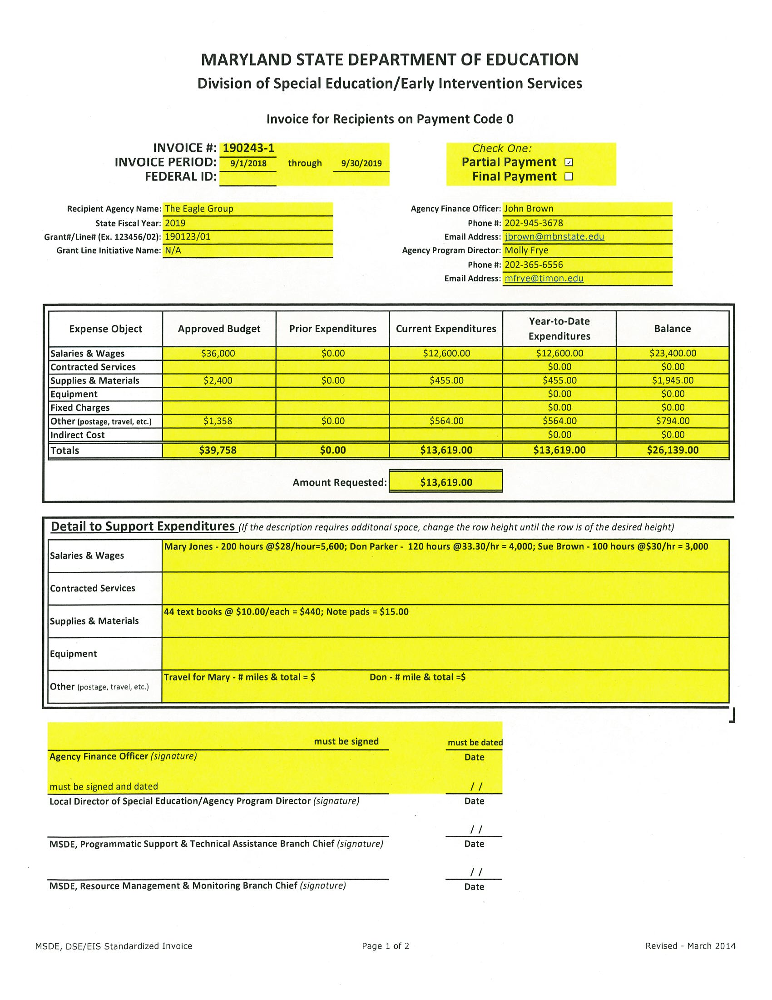 MARYLAND STATE DEPARTMENT OF EDUCATION
Division of Special Education/Early Intervention Services
Invoice for Recipients on Payment Code 0
INVOICE #: 190243-1
INVOICE PERIOD: 9/1/2018 through 9/30/2019
FEDERAL ID:
Check One:
Partial Payment ☑
Final Payment ☐
Recipient Agency Name: The Eagle Group
State Fiscal Year: 2019
Grant#/Line# (Ex. 123456/02): 190123/01
Grant Line Initiative Name: N/A
Agency Finance Officer: John Brown
Phone #: 202-945-3678
Email Address: jbrown@mbnstate.edu
Agency Program Director: Molly Frye
Phone #: 202-365-6556
Email Address: mfrye@timon.edu
Expense Object Approved Budget Prior Expenditures Current Expenditures Year-to-Date Expenditures Balance
Salaries & Wages $36,000 $0.00 $12,600.00 $12,600.00 $23,400.00
Contracted Services $0.00 $0.00
Supplies & Materials $2,400 $0.00 $455.00 $455.00 $1,945.00
Equipment $0.00 $0.00
Fixed Charges $0.00 $0.00
Other (postage, travel, etc.) $1,358 $0.00 $564.00 $564.00 $794.00
Indirect Cost $0.00 $0.00
Totals $39,758 $0.00 $13,619.00 $13,619.00 $26,139.00
Amount Requested: $13,619.00
Detail to Support Expenditures (If the description requires additonal space, change the row height until the row is of the desired height)
Salaries & Wages Mary Jones - 200 hours @$28/hour=5,600; Don Parker - 120 hours @33.30/hr = 4,000; Sue Brown - 100 hours @$30/hr = 3,000
Contracted Services
Supplies & Materials 44 text books @ $10.00/each = $440; Note pads = $15.00
Equipment
Other (postage, travel, etc.) Travel for Mary - # miles & total = $ Don - # mile & total =$
must be signed must be dated
Agency Finance Officer (signature) Date
must be signed and dated / /
Local Director of Special Education/Agency Program Director (signature) Date
/ /
MSDE, Programmatic Support & Technical Assistance Branch Chief (signature) Date
/ /
MSDE, Resource Management & Monitoring Branch Chief (signature) Date
MSDE, DSE/EIS Standardized Invoice Page 1 of 2 Revised - March 2014